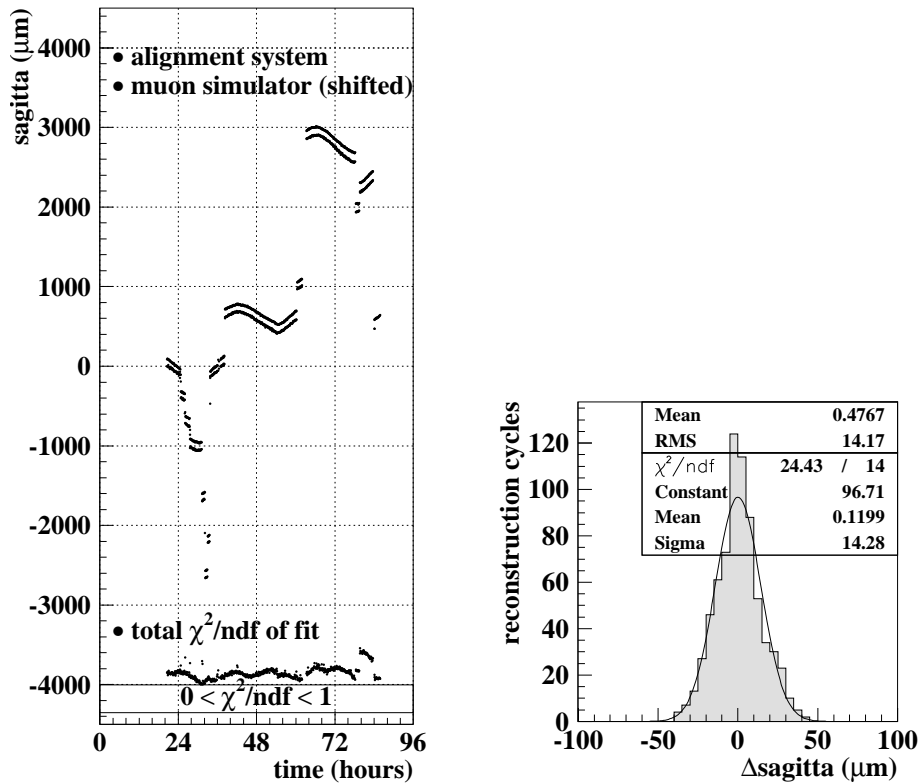 sagitta (μm)
4000
3000
2000
1000
0
-1000
-2000
-3000
-4000
• alignment system
• muon simulator (shifted)
• total χ²/ndf of fit
0 < χ²/ndf < 1
0 24 48 72 96
time (hours)
reconstruction cycles
120
100
80
60
40
20
0
Mean 0.4767
RMS 14.17
χ²/ndf 24.43 / 14
Constant 96.71
Mean 0.1199
Sigma 14.28
-100 -50 0 50 100
Δsagitta (μm)